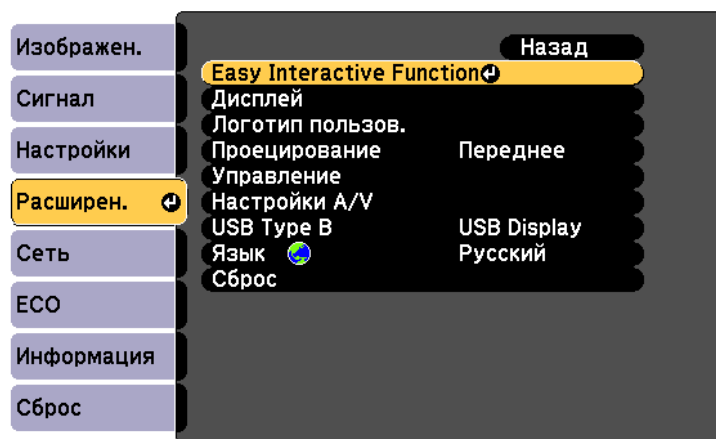 Изображен.
Сигнал
Настройки
Расширен.
Сеть
ECO
Информация
Сброс
Назад
Easy Interactive Function
Дисплей
Логотип пользов.
Проецирование Переднее
Управление
Настройки A/V
USB Type B USB Display
Язык Русский
Сброс